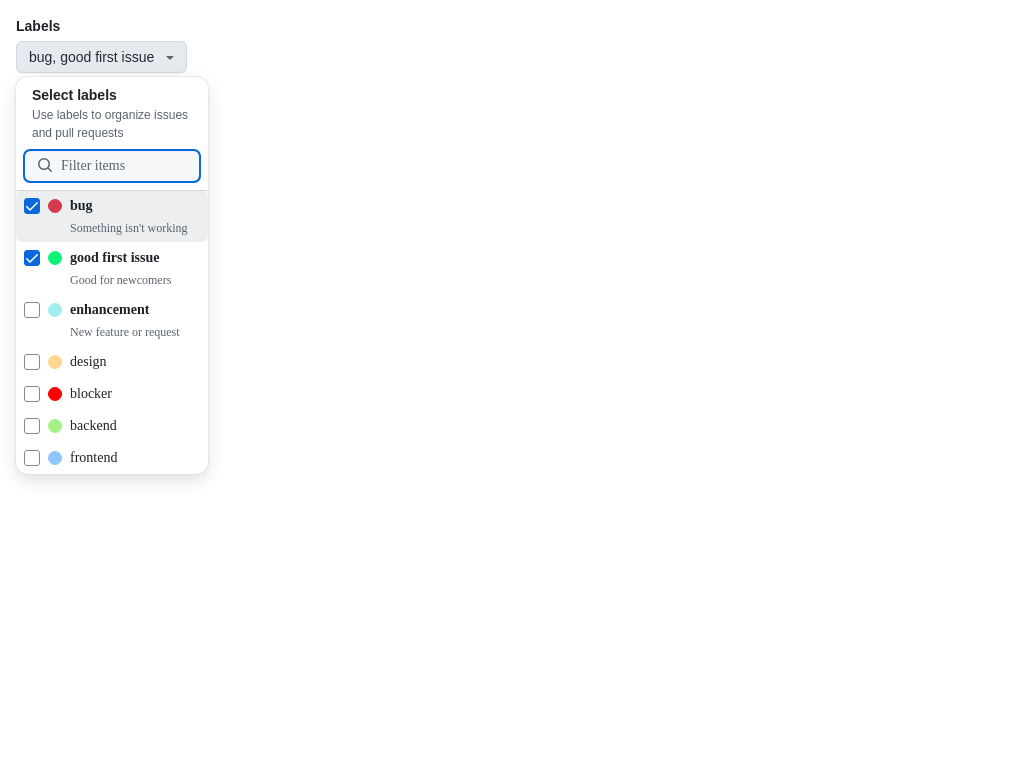 Labels
bug, good first issue
Select labels
Use labels to organize issues
and pull requests
Filter items
bug
Something isn't working
good first issue
Good for newcomers
enhancement
New feature or request
design
blocker
backend
frontend